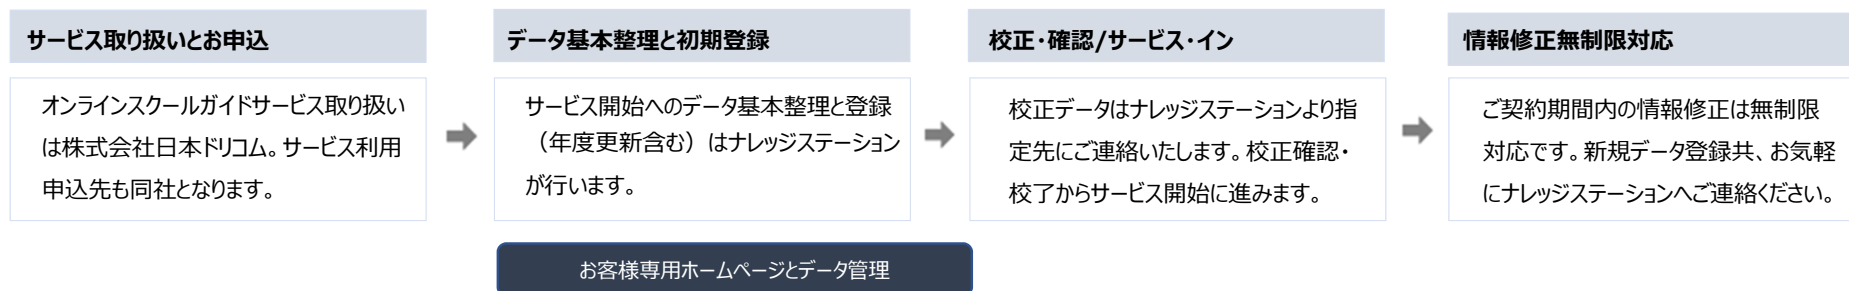 サービス取り扱いとお申込
オンラインスクールガイドサービス取り扱い
は株式会社日本ドリコム。サービス利用
申込先も同社となります。
データ基本整理と初期登録
サービス開始へのデータ基本整理と登録
（年度更新含む）はナレッジステーション
が行います。
校正・確認/サービス・イン
校正データはナレッジステーションより指
定先にご連絡いたします。校正確認・
校了からサービス開始に進みます。
情報修正無制限対応
ご契約期間内の情報修正は無制限
対応です。新規データ登録共、お気軽
にナレッジステーションへご連絡ください。
お客様専用ホームページとデータ管理